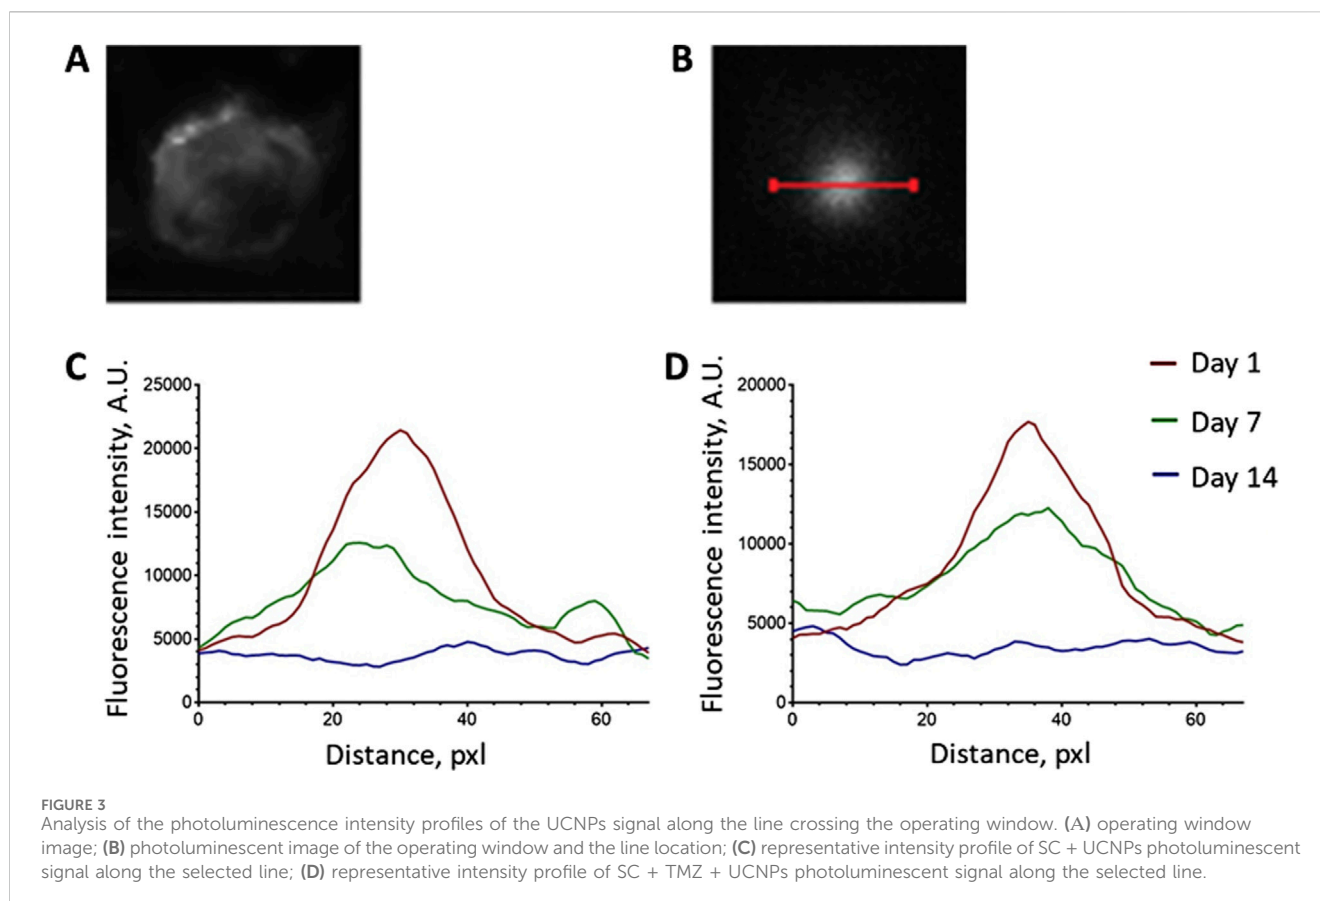 A
B
C
D
Fluorescence intensity, A.U.
25000
20000
15000
10000
5000
0
0
20
40
60
Distance, pxl
Fluorescence intensity, A.U.
20000
15000
10000
5000
0
0
20
40
60
Distance, pxl
Day 1
Day 7
Day 14
FIGURE 3
Analysis of the photoluminescence intensity profiles of the UCNPs signal along the line crossing the operating window. (A) operating window
image; (B) photoluminescent image of the operating window and the line location; (C) representative intensity profile of SC + UCNPs photoluminescent
signal along the selected line; (D) representative intensity profile of SC + TMZ + UCNPs photoluminescent signal along the selected line.